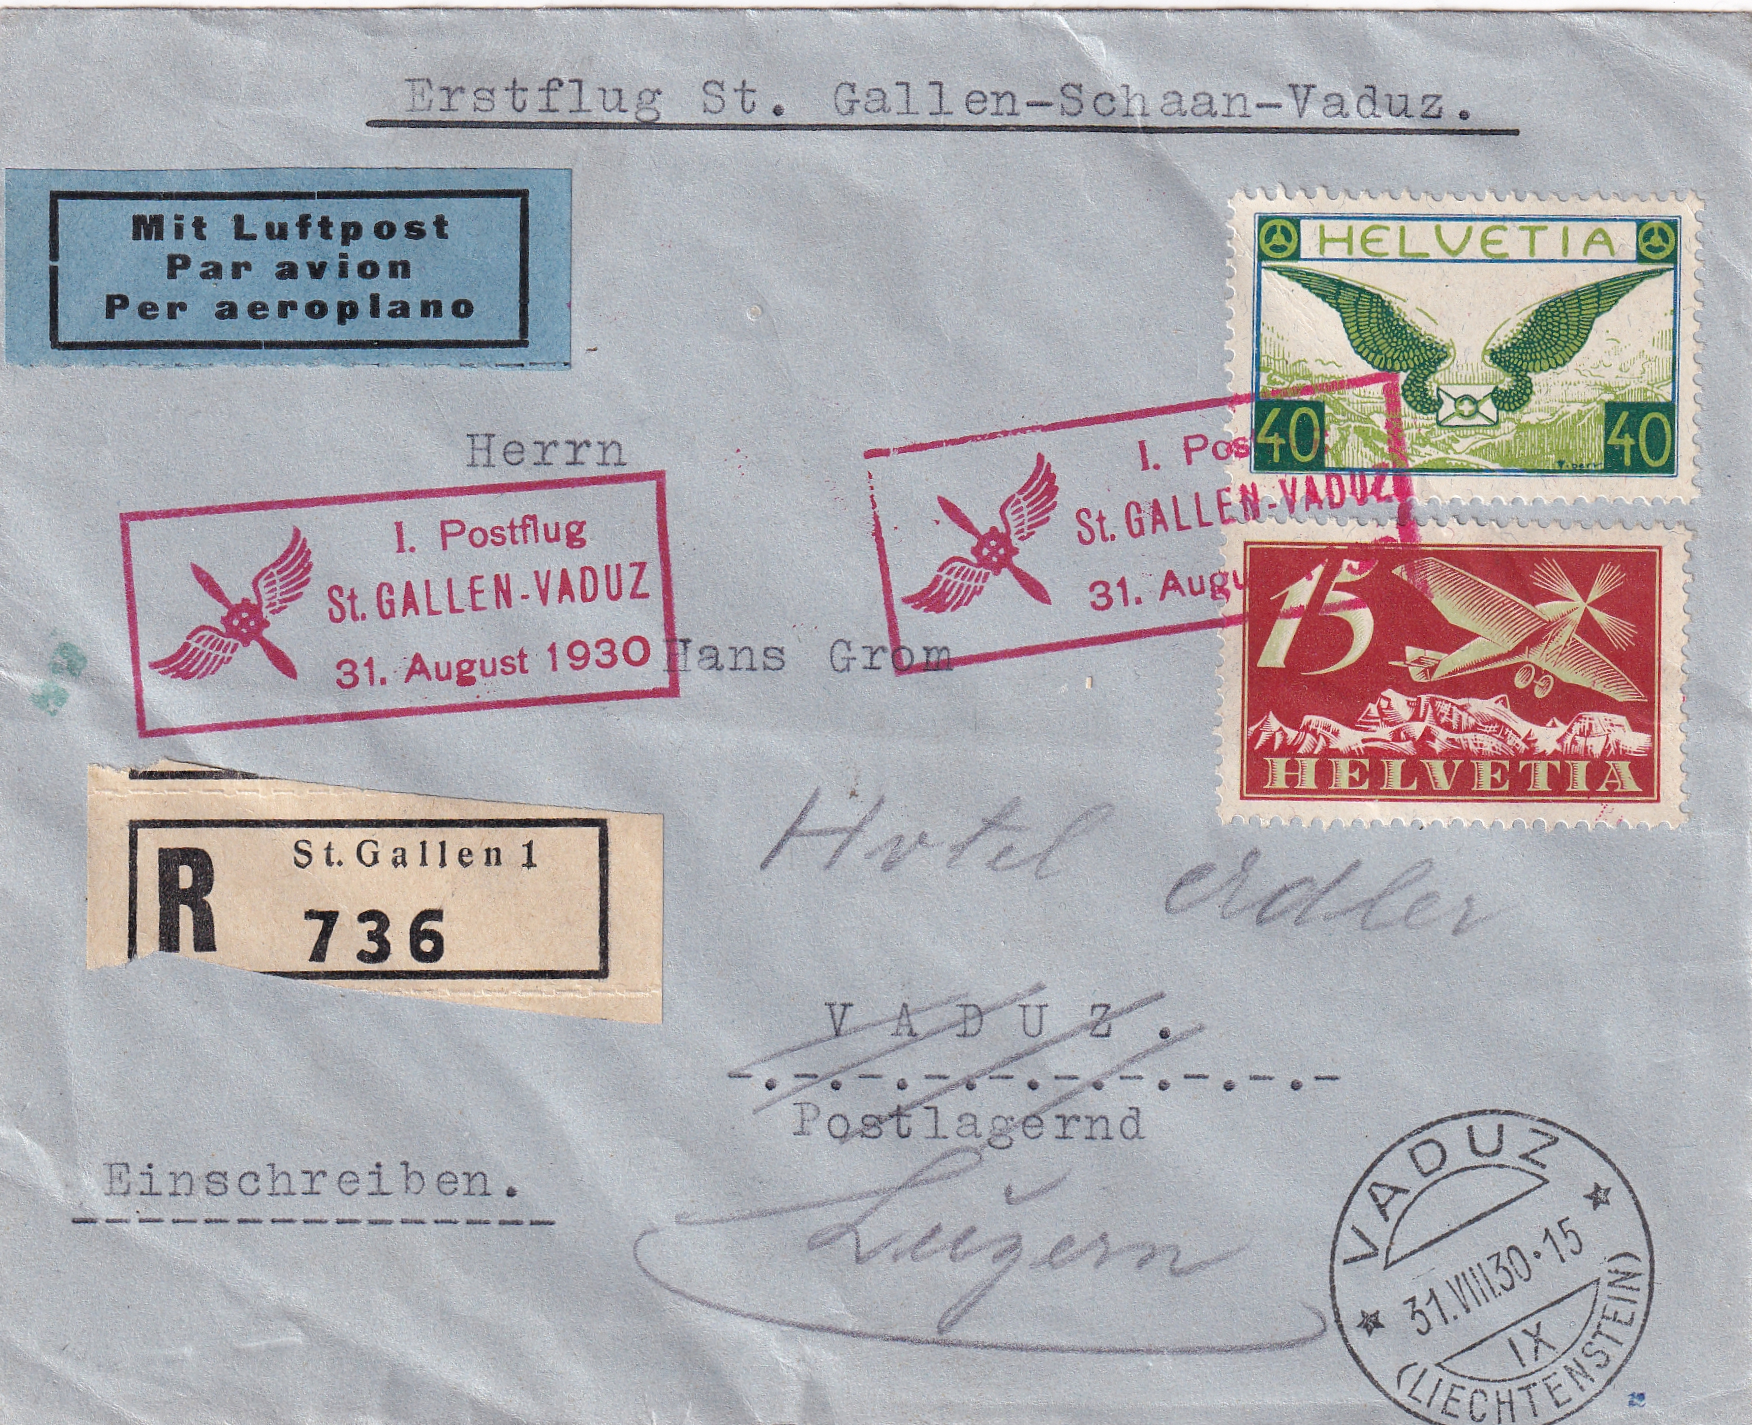 Erstflug St. Gallen-Schaan-Vaduz.
Mit Luftpost
Par avion
Per aeroplano
HELVETIA
40 40
Herrn
I. Postflug
St. GALLEN-VADUZ
31. August 1930
I. Pos
St. GALLEN-VADUZ
31. Augu
15
HELVETIA
Hans Grom
Hotel Adler
R
St. Gallen 1
736
VADUZ.
Postlagernd
Einschreiben.
Luzern
VADUZ
31.VIII.30.15
IX
(LIECHTENSTEIN)